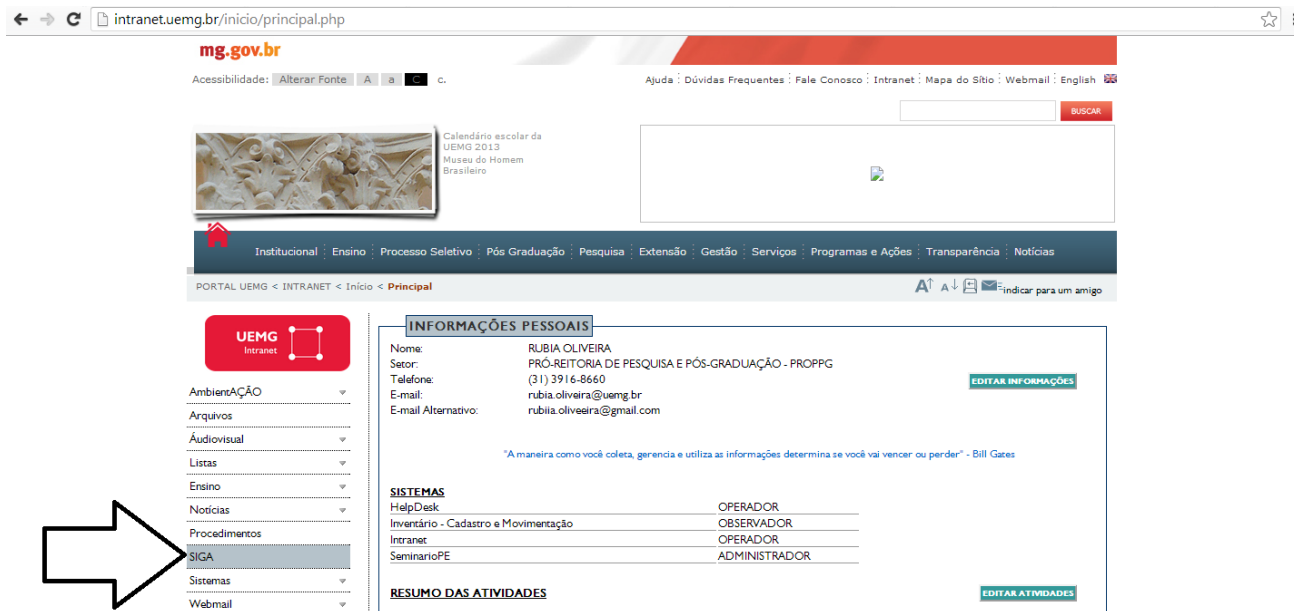 intranet.uemg.br/inicio/principal.php
mg.gov.br
Acessibilidade: Alterar Fonte A a C c.
Ajuda Dúvidas Frequentes Fale Conosco Intranet Mapa do Sítio Webmail English
BUSCAR
Calendário escolar da
UEMG 2013
Museu do Homem
Brasileiro
Institucional Ensino Processo Seletivo Pós Graduação Pesquisa Extensão Gestão Serviços Programas e Ações Transparência Notícias
PORTAL UEMG < INTRANET < Início < Principal
A A indicar para um amigo
UEMG
Intranet
AmbientAÇÃO
Arquivos
Áudiovisual
Listas
Ensino
Notícias
Procedimentos
SIGA
Sistemas
Webmail
INFORMAÇÕES PESSOAIS
Nome: RUBIA OLIVEIRA
Setor: PRÓ-REITORIA DE PESQUISA E PÓS-GRADUAÇÃO - PROPPG
Telefone: (31) 3916-8660
E-mail: rubia.oliveira@uemg.br
E-mail Alternativo: rubiia.oliveeira@gmail.com
EDITAR INFORMAÇÕES
"A maneira como você coleta, gerencia e utiliza as informações determina se você vai vencer ou perder" - Bill Gates
SISTEMAS
HelpDesk OPERADOR
Inventário - Cadastro e Movimentação OBSERVADOR
Intranet OPERADOR
SeminarioPE ADMINISTRADOR
RESUMO DAS ATIVIDADES
EDITAR ATIVIDADES